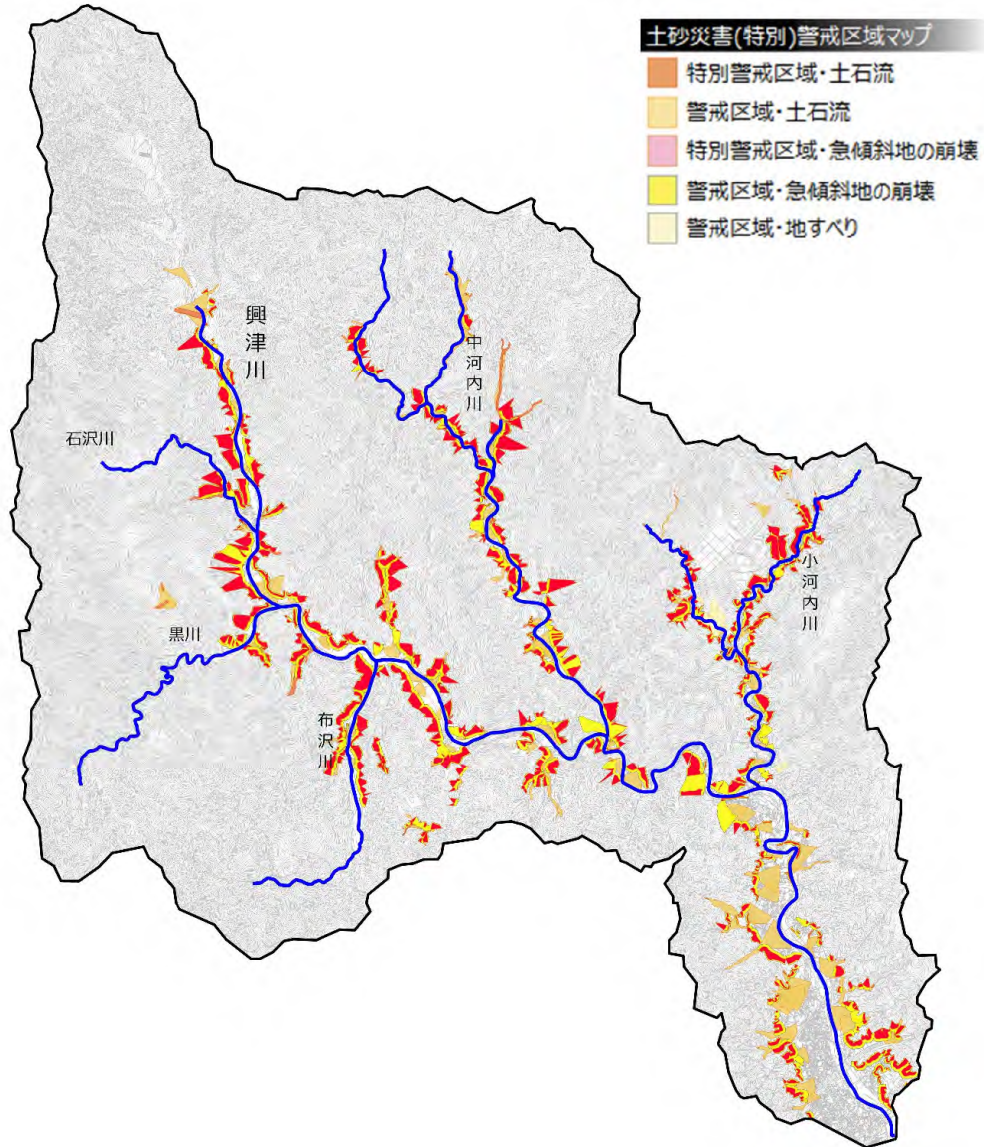 土砂災害(特別)警戒区域マップ
特別警戒区域・土石流
警戒区域・土石流
特別警戒区域・急傾斜地の崩壊
警戒区域・急傾斜地の崩壊
警戒区域・地すべり
興津川
中河内川
石沢川
小河内川
黒川
布沢川